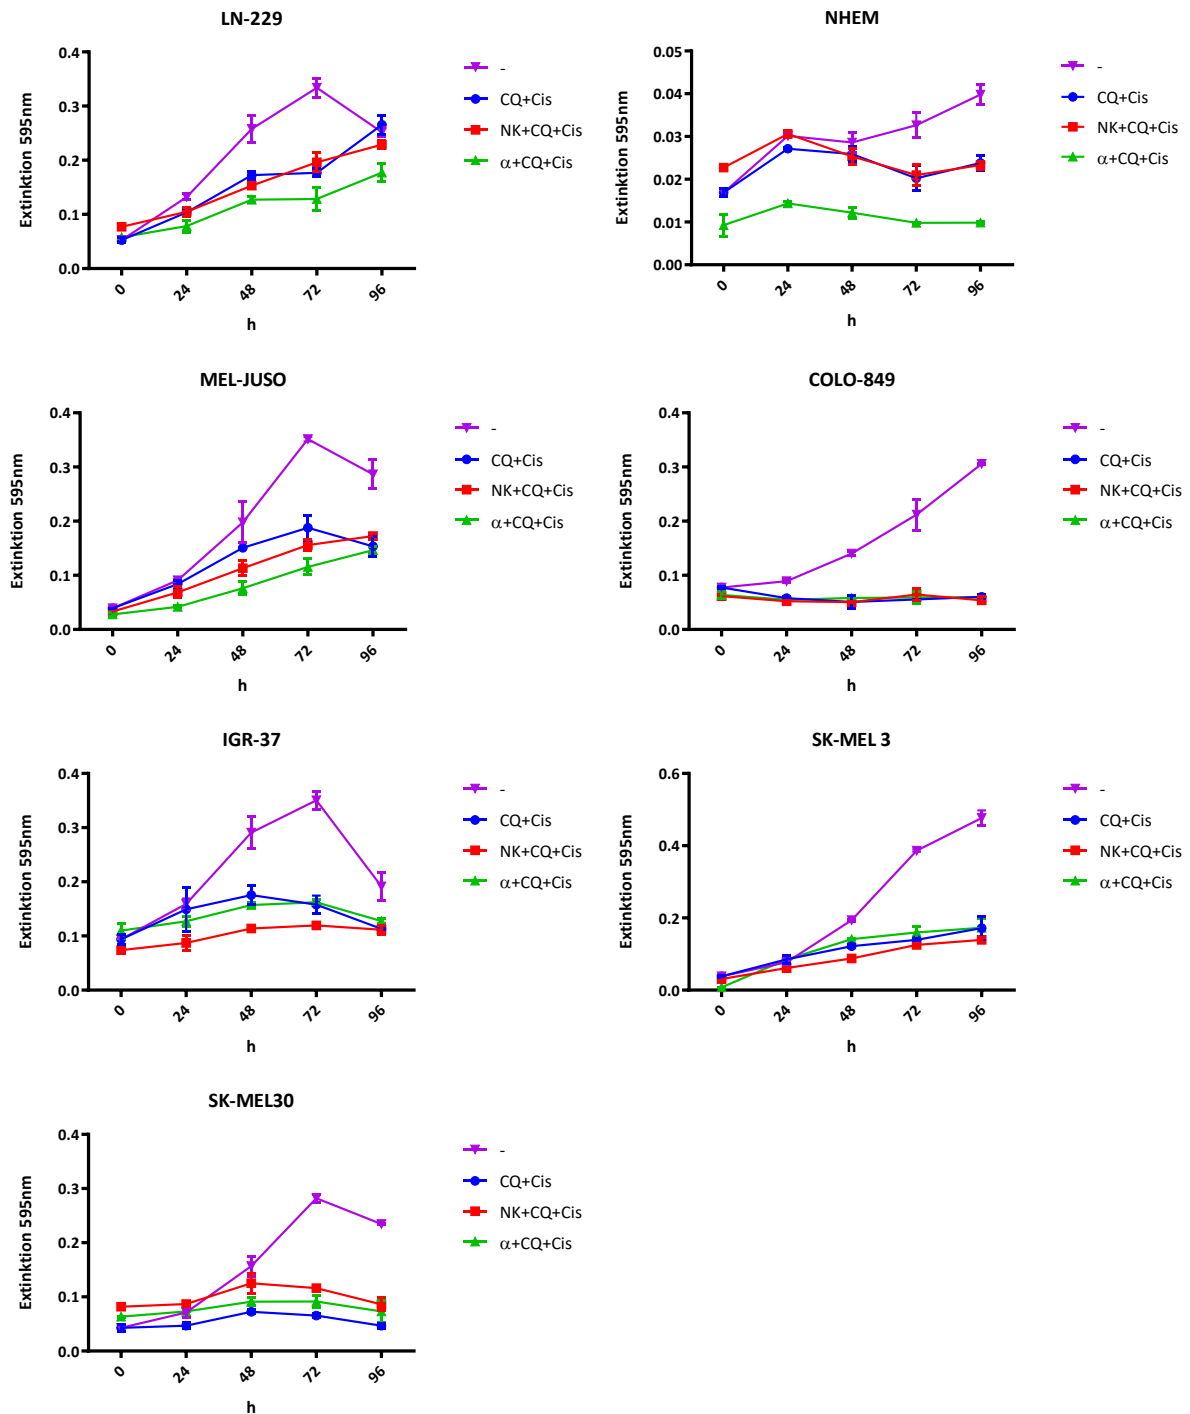 LN-229
Extinktion 595nm
0.4
0.3
0.2
0.1
0.0
0
24
48
72
96
h
-
CQ+Cis
NK+CQ+Cis
α+CQ+Cis
NHEM
Extinktion 595nm
0.05
0.04
0.03
0.02
0.01
0.00
0
24
48
72
96
h
-
CQ+Cis
NK+CQ+Cis
α+CQ+Cis
MEL-JUSO
Extinktion 595nm
0.4
0.3
0.2
0.1
0.0
0
24
48
72
96
h
-
CQ+Cis
NK+CQ+Cis
α+CQ+Cis
COLO-849
Extinktion 595nm
0.4
0.3
0.2
0.1
0.0
0
24
48
72
96
h
-
CQ+Cis
NK+CQ+Cis
α+CQ+Cis
IGR-37
Extinktion 595nm
0.4
0.3
0.2
0.1
0.0
0
24
48
72
96
h
-
CQ+Cis
NK+CQ+Cis
α+CQ+Cis
SK-MEL 3
Extinktion 595nm
0.6
0.4
0.2
0.0
0
24
48
72
96
h
-
CQ+Cis
NK+CQ+Cis
α+CQ+Cis
SK-MEL30
Extinktion 595nm
0.4
0.3
0.2
0.1
0.0
0
24
48
72
96
h
-
CQ+Cis
NK+CQ+Cis
α+CQ+Cis